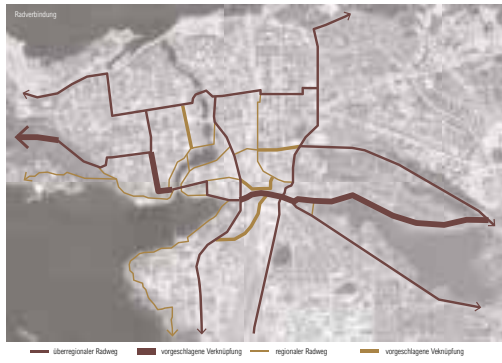 Radverbindung
überregionaler Radweg
vorgeschlagene Verknüpfung
regionaler Radweg
vorgeschlagene Verknüpfung